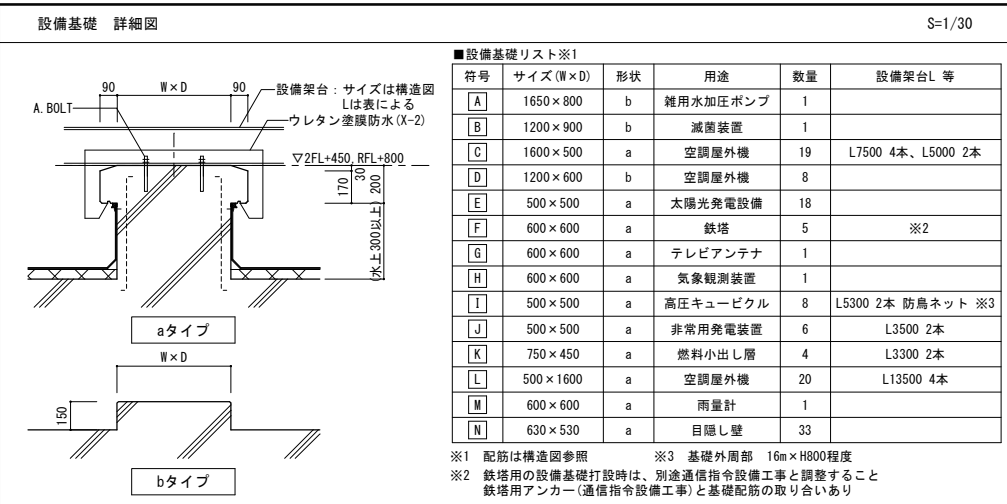 設備基礎 詳細図
S=1/30
90
W×D
90
設備架台：サイズは構造図
Lは表による
A.BOLT
ウレタン塗膜防水(X-2)
▽2FL+450,RFL+800
30
170
200
(水上300以上)
aタイプ
W×D
150
bタイプ
■設備基礎リスト※1
符号 サイズ(W×D) 形状 用途 数量 設備架台L 等
A 1650×800 b 雑用水加圧ポンプ 1
B 1200×900 b 滅菌装置 1
C 1600×500 a 空調屋外機 19 L7500 4本、L5000 2本
D 1200×600 b 空調屋外機 8
E 500×500 a 太陽光発電設備 18
F 600×600 a 鉄塔 5 ※2
G 600×600 a テレビアンテナ 1
H 600×600 a 気象観測装置 1
I 500×500 a 高圧キュービクル 8 L5300 2本 防鳥ネット ※3
J 500×500 a 非常用発電装置 6 L3500 2本
K 750×450 a 燃料小出し層 4 L3300 2本
L 500×1600 a 空調屋外機 20 L13500 4本
M 600×600 a 雨量計 1
N 630×530 a 目隠し壁 33
※1 配筋は構造図参照 ※3 基礎外周部 16m×H800程度
※2 鉄塔用の設備基礎打設時は、別途通信指令設備工事と調整すること
鉄塔用アンカー(通信指令設備工事)と基礎配筋の取り合いあり